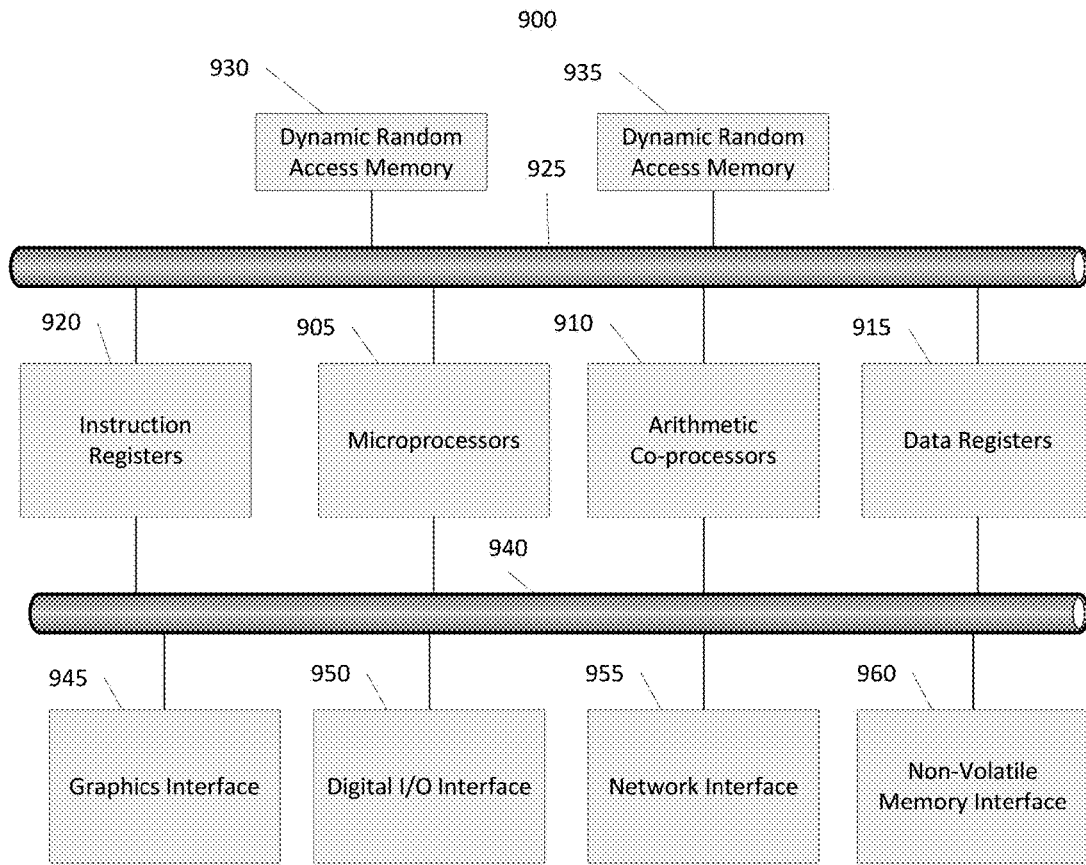 900
930
935
Dynamic Random
Access Memory
Dynamic Random
Access Memory
925
920
905
910
915
Instruction
Registers
Microprocessors
Arithmetic
Co-processors
Data Registers
940
945
950
955
960
Graphics Interface
Digital I/O Interface
Network Interface
Non-Volatile
Memory Interface